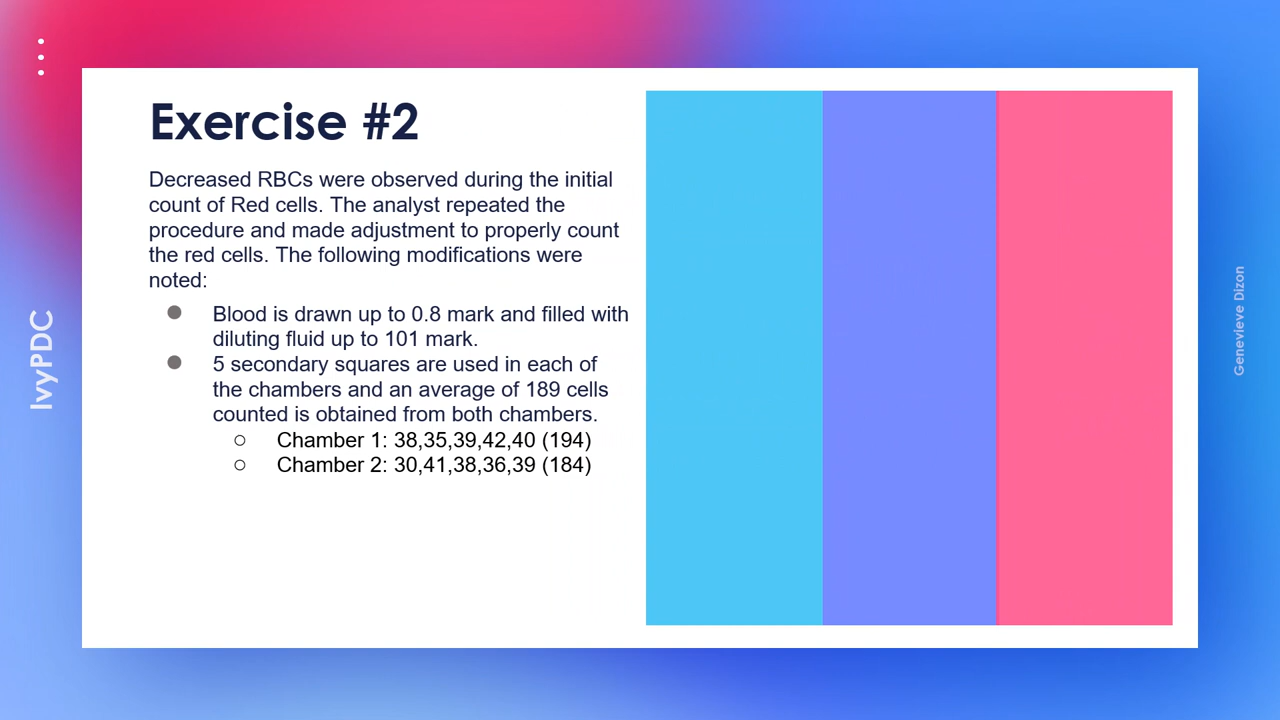 Exercise #2
Decreased RBCs were observed during the initial
count of Red cells. The analyst repeated the
procedure and made adjustment to properly count
the red cells. The following modifications were
noted:
● Blood is drawn up to 0.8 mark and filled with
diluting fluid up to 101 mark.
● 5 secondary squares are used in each of
the chambers and an average of 189 cells
counted is obtained from both chambers.
○ Chamber 1: 38,35,39,42,40 (194)
○ Chamber 2: 30,41,38,36,39 (184)
IvyPDC
Genevieve Dizon